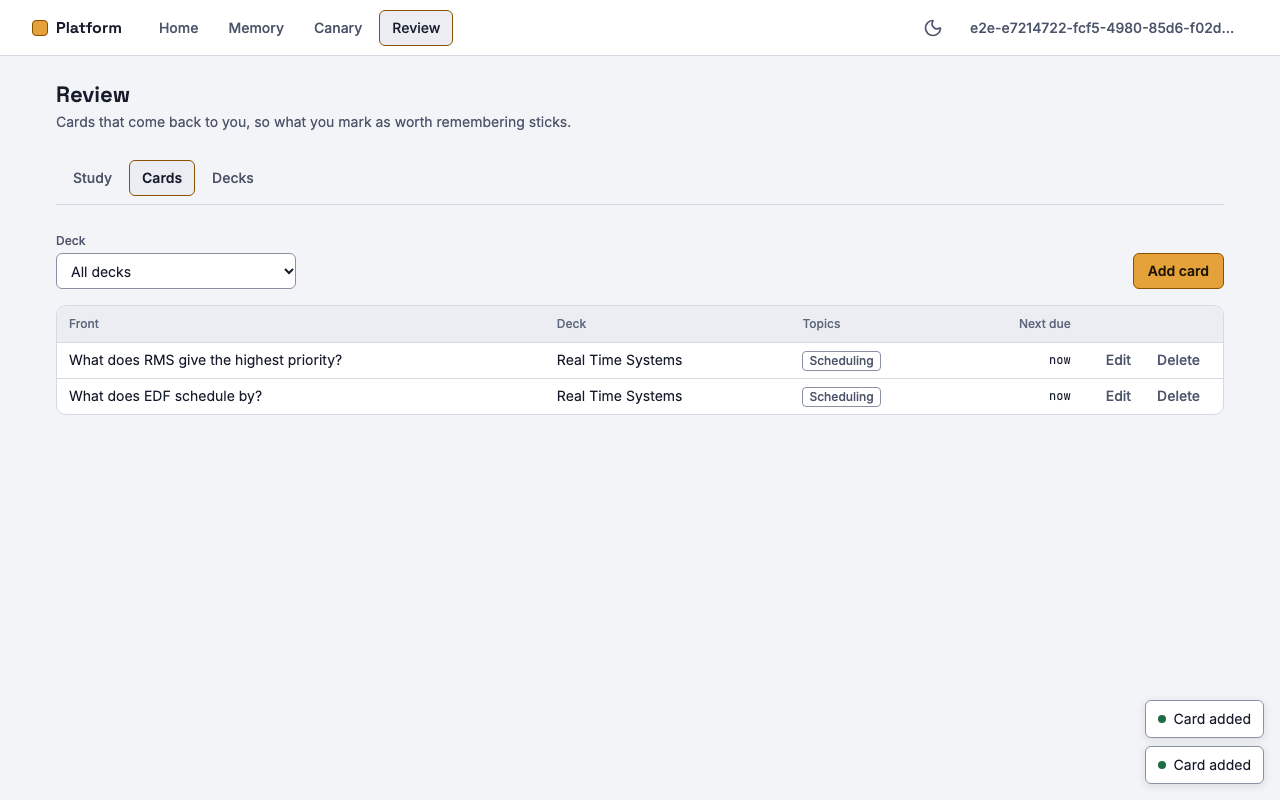 Platform Home Memory Canary Review e2e-e7214722-fcf5-4980-85d6-f02d...
Review
Cards that come back to you, so what you mark as worth remembering sticks.
Study Cards Decks
Deck
All decks
Add card
Front Deck Topics Next due
What does RMS give the highest priority? Real Time Systems Scheduling now Edit Delete
What does EDF schedule by? Real Time Systems Scheduling now Edit Delete
Card added
Card added